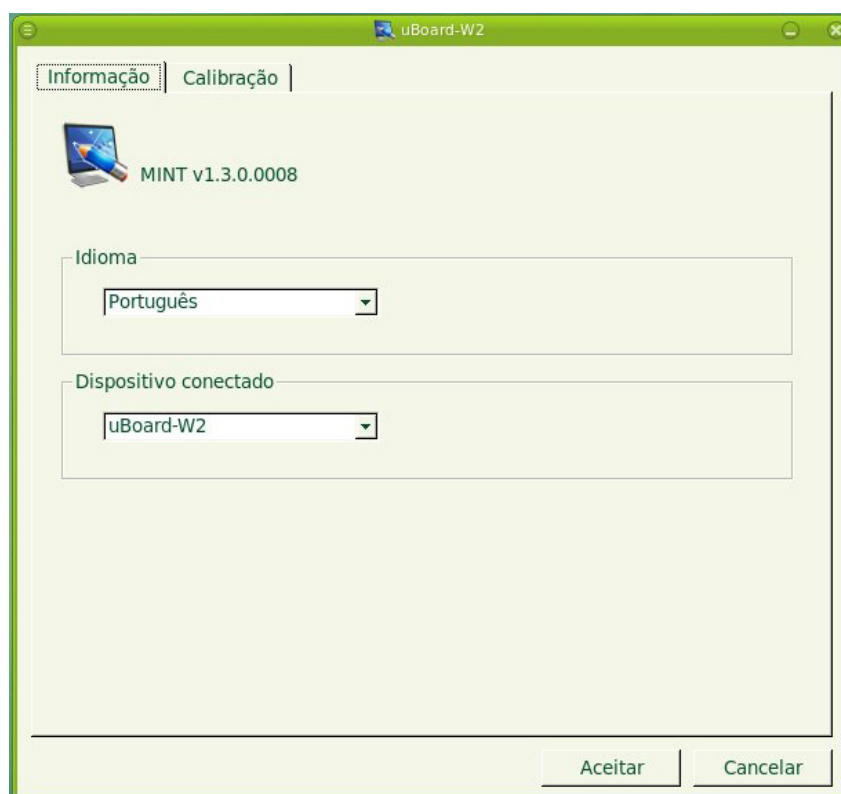 uBoard-W2
Informação Calibração
MINT v1.3.0.0008
Idioma
Português
Dispositivo conectado
uBoard-W2
Aceitar Cancelar